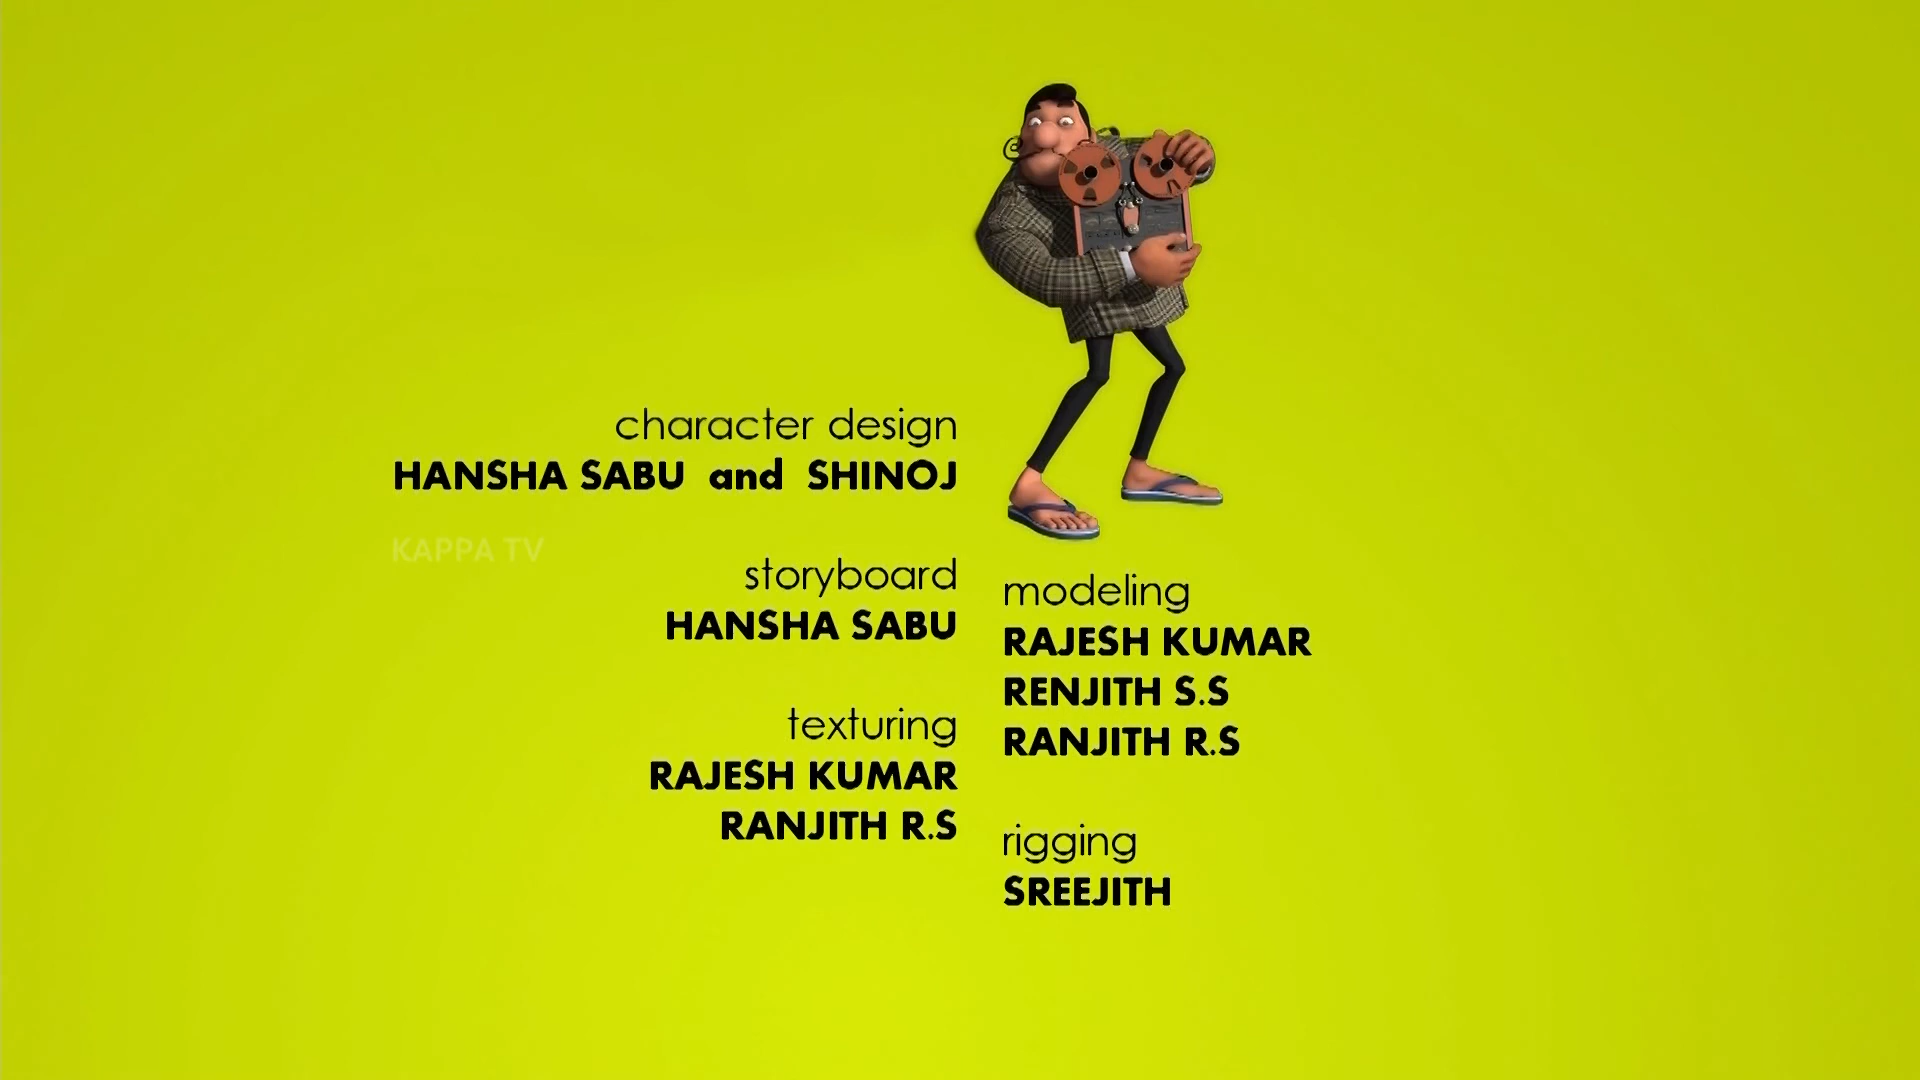 character design
HANSHA SABU and SHINOJ
KAPPA TV
storyboard
HANSHA SABU
texturing
RAJESH KUMAR
RANJITH R.S
modeling
RAJESH KUMAR
RENJITH S.S
RANJITH R.S
rigging
SREEJITH